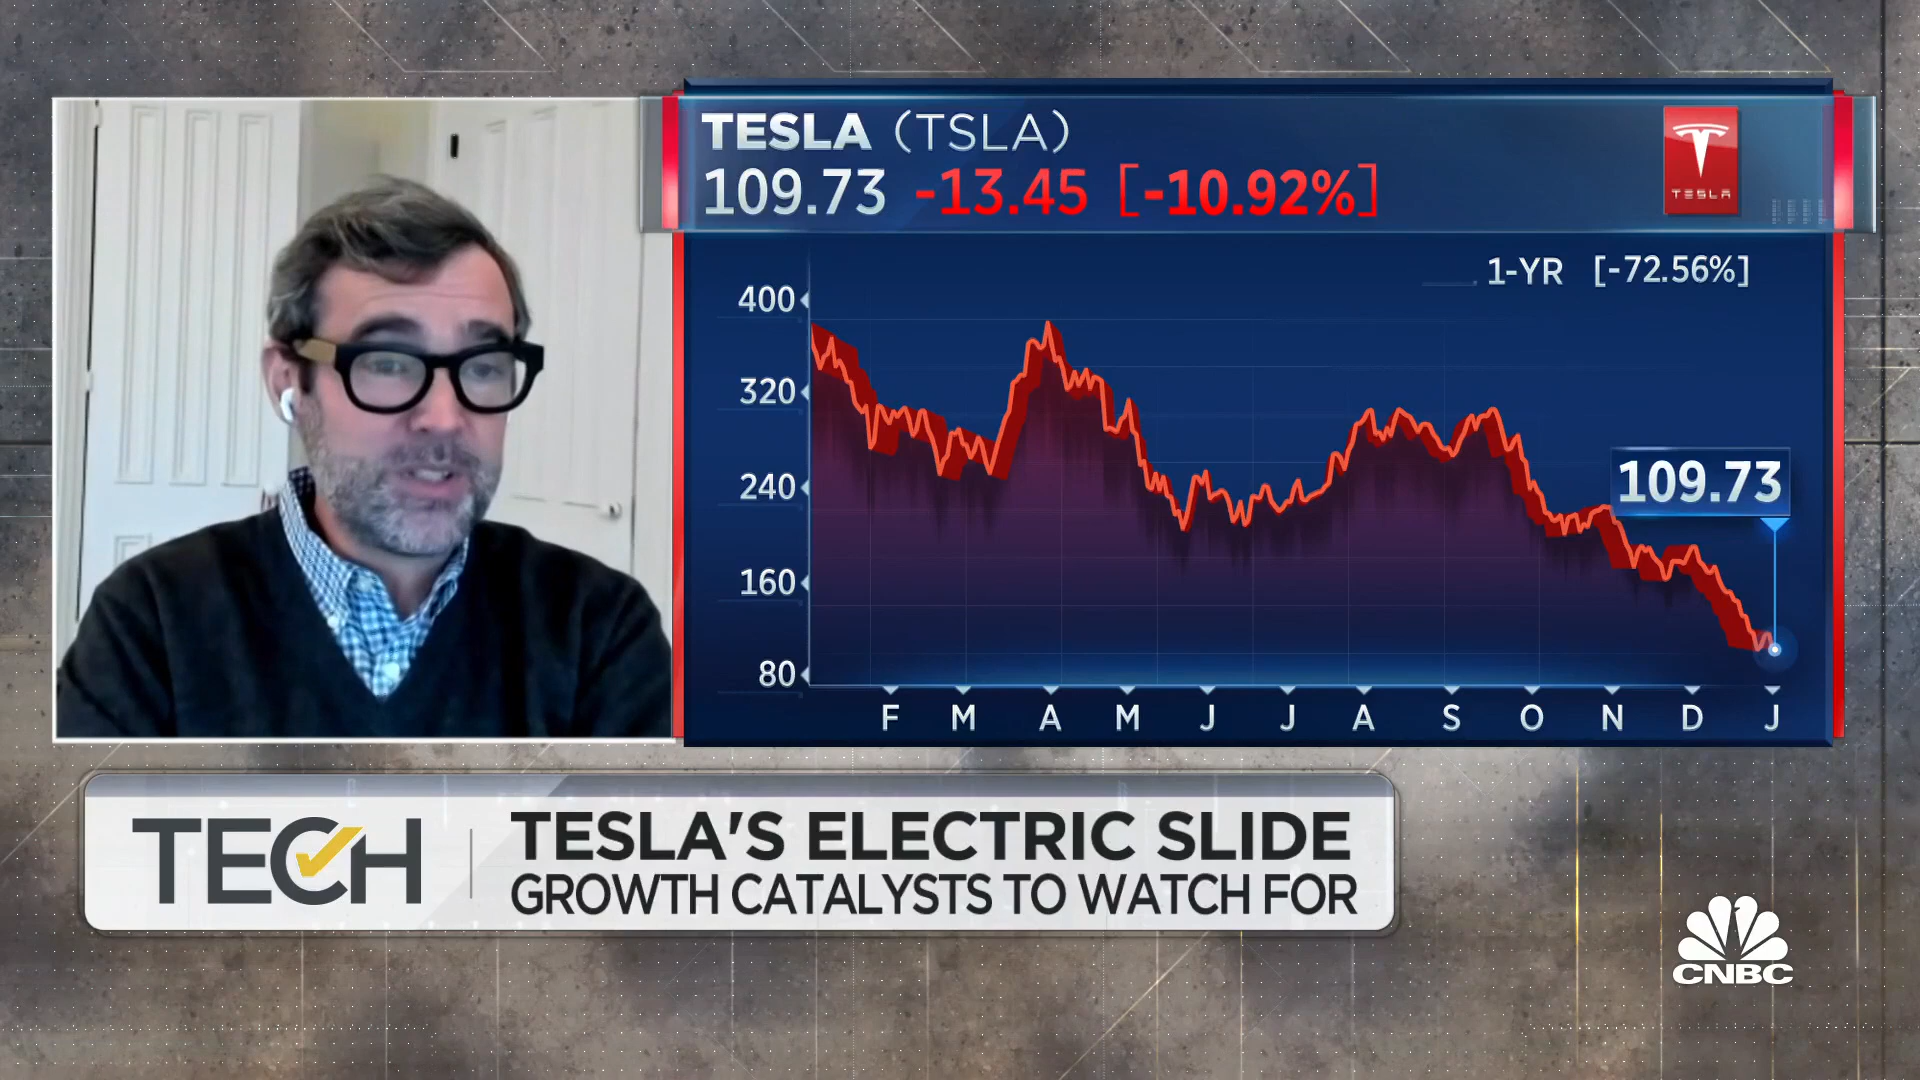 TESLA (TSLA)
109.73 -13.45 [-10.92%]
TESLA
1-YR [-72.56%]
400
320
240
160
80
109.73
F M A M J J A S O N D J
TECH
TESLA'S ELECTRIC SLIDE
GROWTH CATALYSTS TO WATCH FOR
CNBC